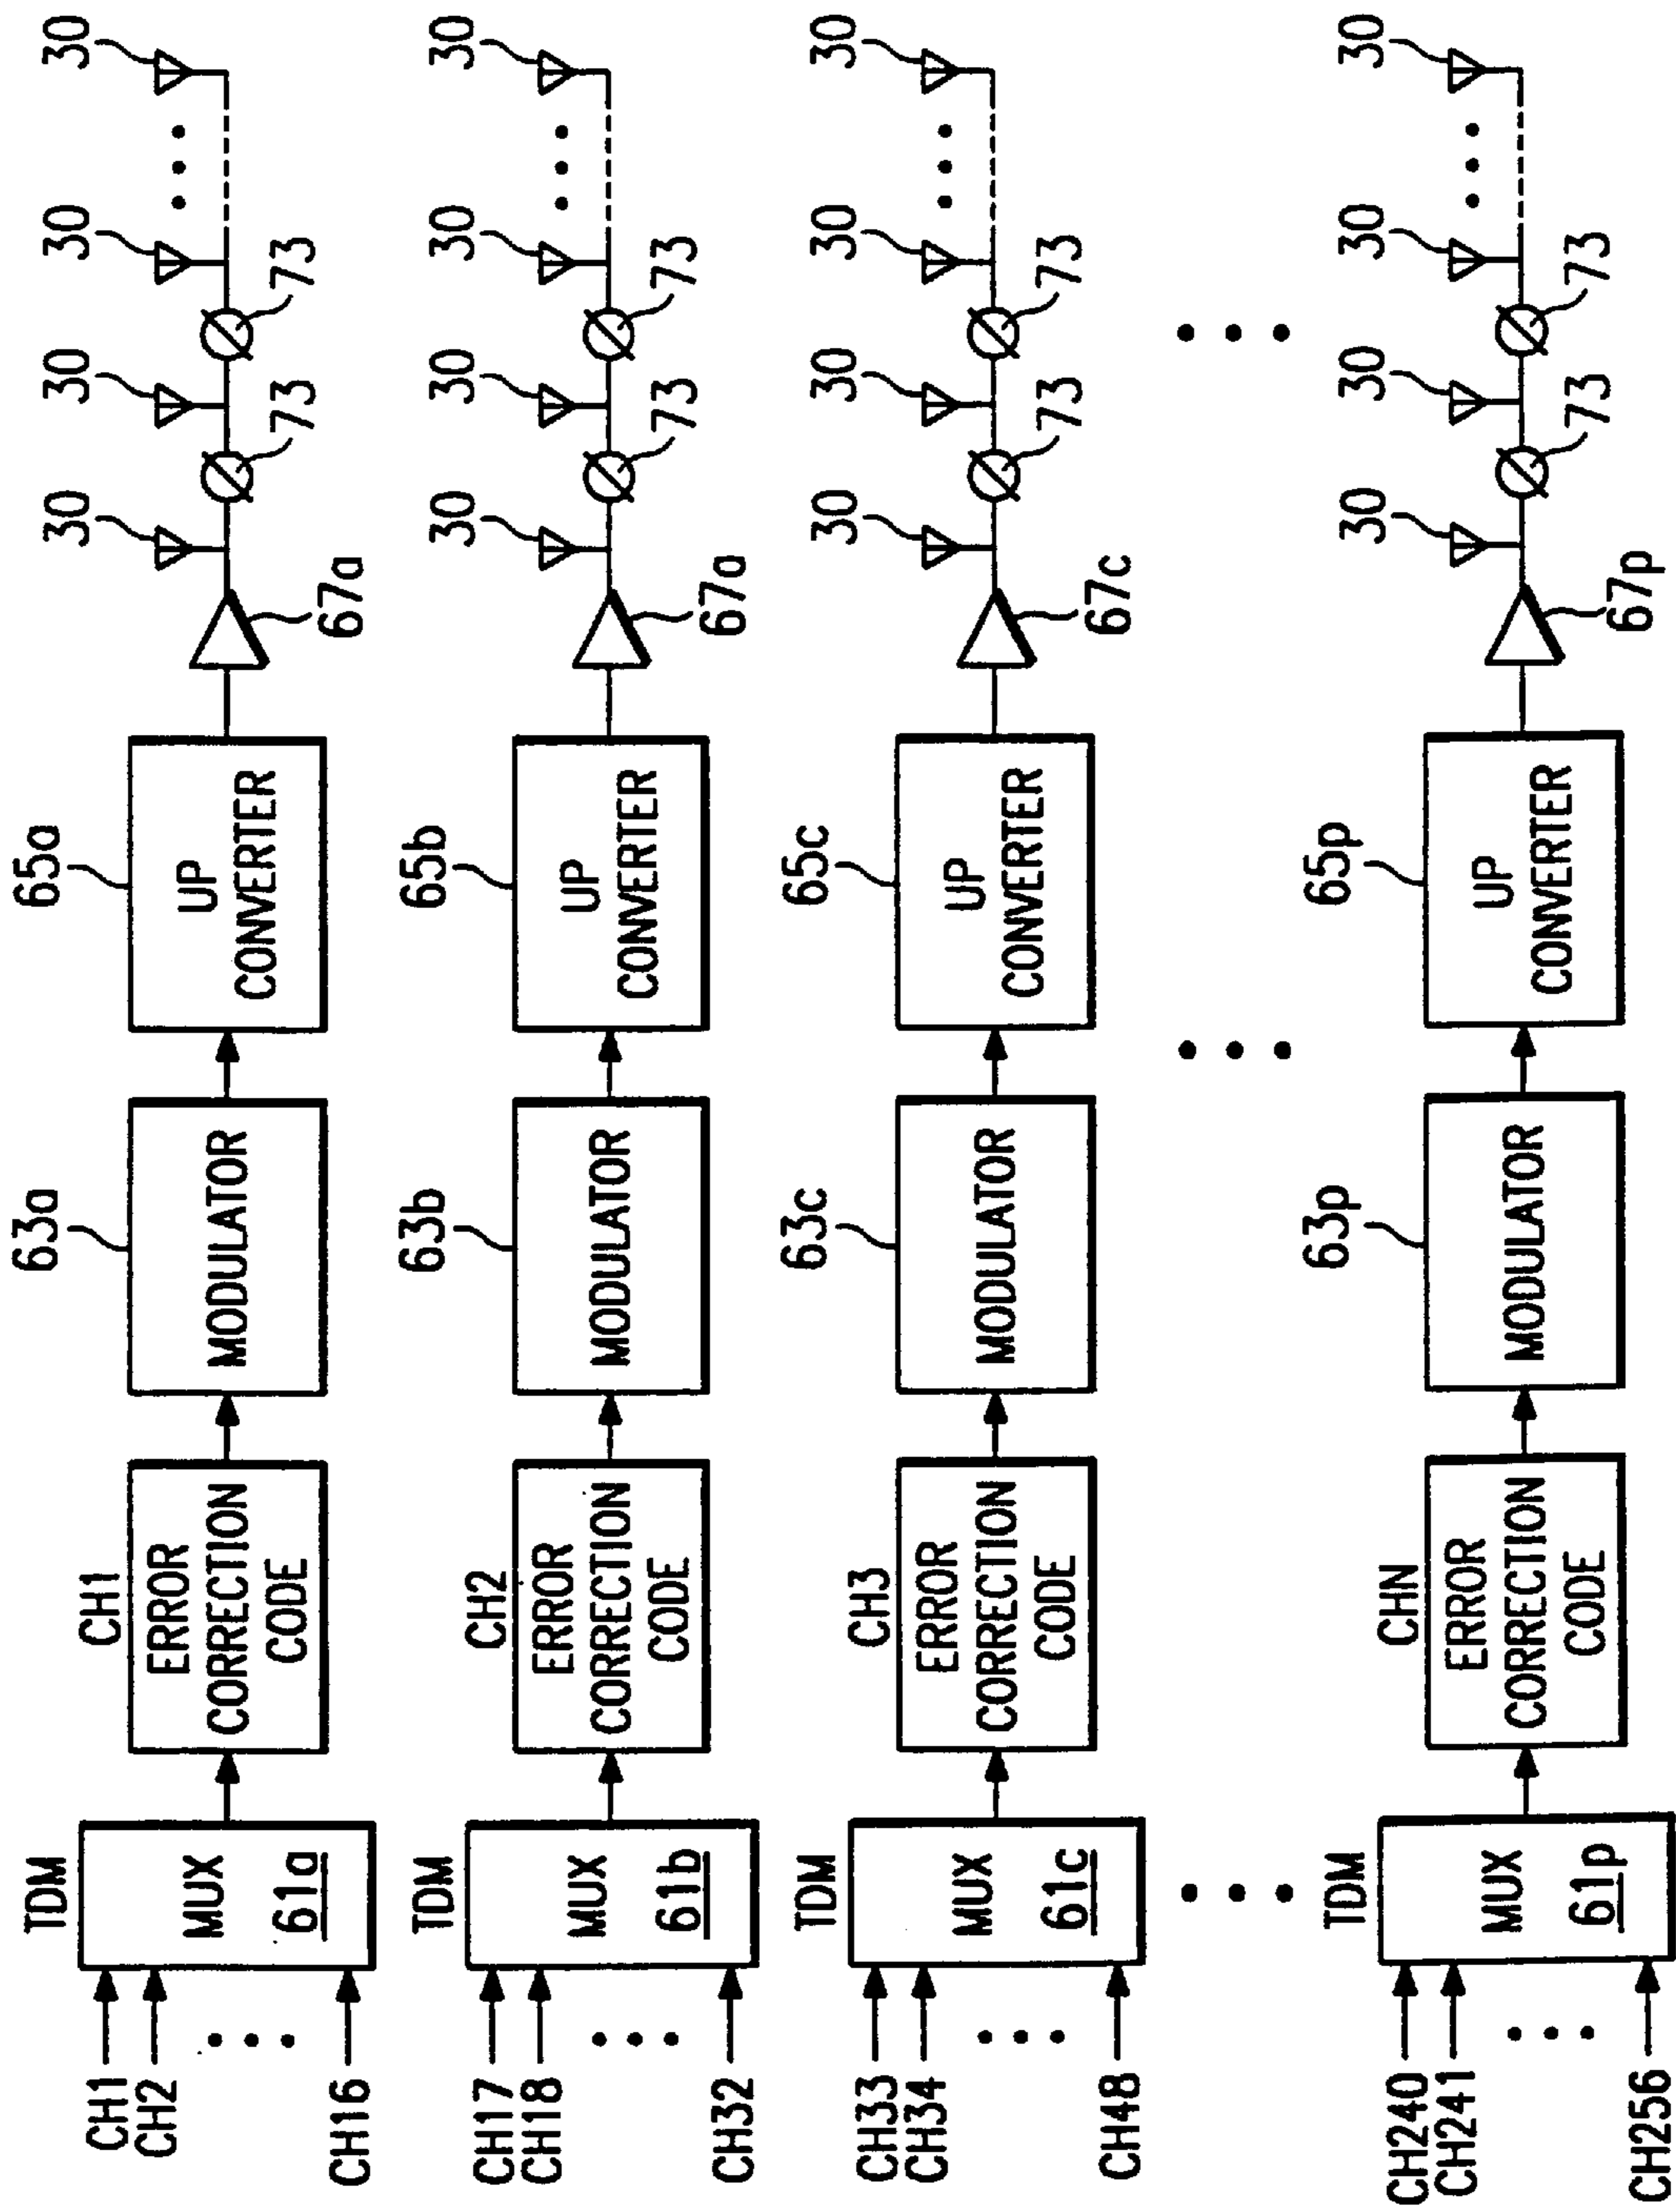 TDM
CH1
CH2
CH16
MUX
61a
CH1
ERROR
CORRECTION
CODE
63a
MODULATOR
65a
UP
CONVERTER
67a
30
30
30
30
73
73
TDM
CH17
CH18
CH32
MUX
61b
CH2
ERROR
CORRECTION
CODE
63b
MODULATOR
65b
UP
CONVERTER
67a
30
30
30
30
73
73
TDM
CH33
CH34
CH48
MUX
61c
CH3
ERROR
CORRECTION
CODE
63c
MODULATOR
65c
UP
CONVERTER
67c
30
30
30
30
73
73
TDM
CH240
CH241
CH256
MUX
61p
CHN
ERROR
CORRECTION
CODE
63p
MODULATOR
65p
UP
CONVERTER
67p
30
30
30
30
73
73